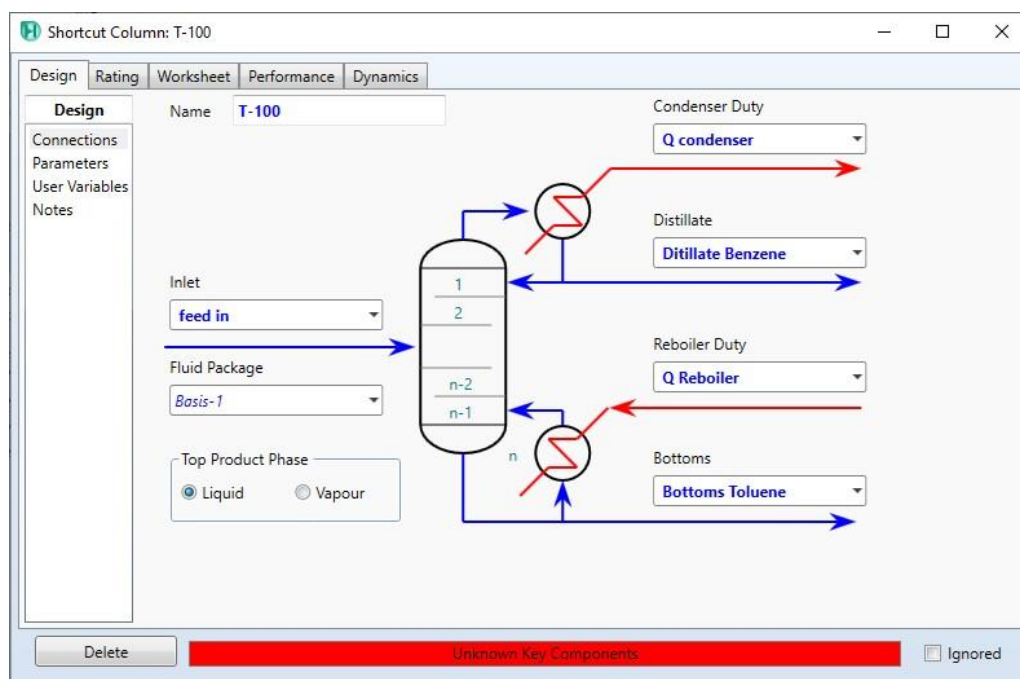 Shortcut Column: T-100
Design Rating Worksheet Performance Dynamics
Design
Connections
Parameters
User Variables
Notes
Name T-100
Condenser Duty
Q condenser
Distillate
Ditillate Benzene
Inlet
feed in
Fluid Package
Basis-1
1
2
n-2
n-1
n
Reboiler Duty
Q Reboiler
Top Product Phase
Liquid Vapour
Bottoms
Bottoms Toluene
Delete Unknown Key Components Ignored